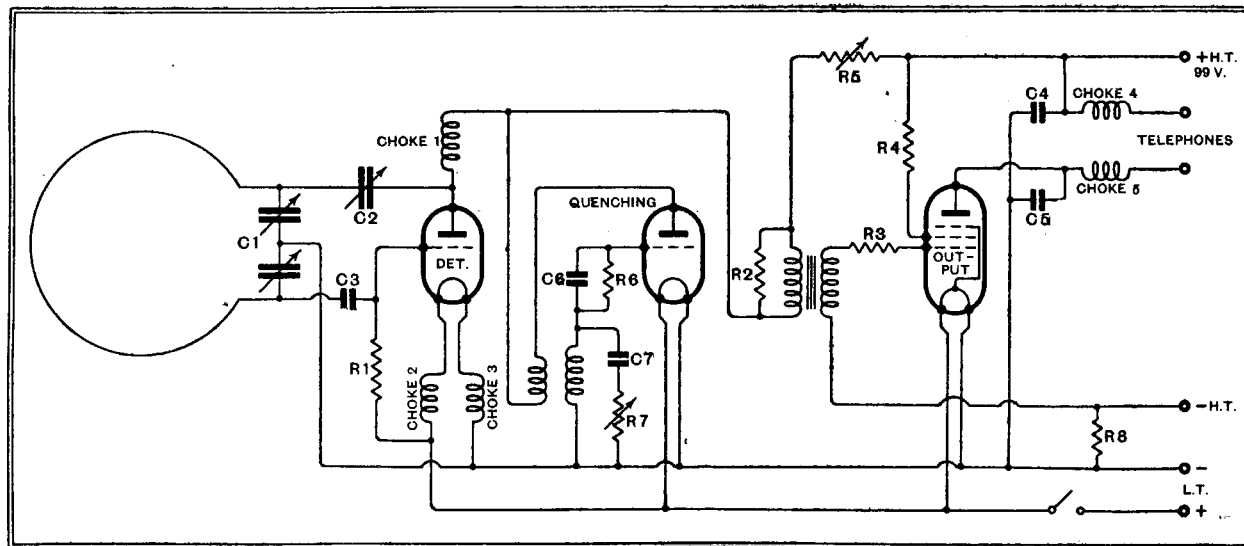 R5
+ H.T.
99 V.
C4
CHOKE 4
CHOKE 1
TELEPHONES
R4
C2
QUENCHING
CHOKE 5
C5
C1
DET.
R3
OUT-
PUT
C6
R6
R2
C3
R1
CHOKE 2
CHOKE 3
C7
R7
- H.T.
R8
-
L.T.
+